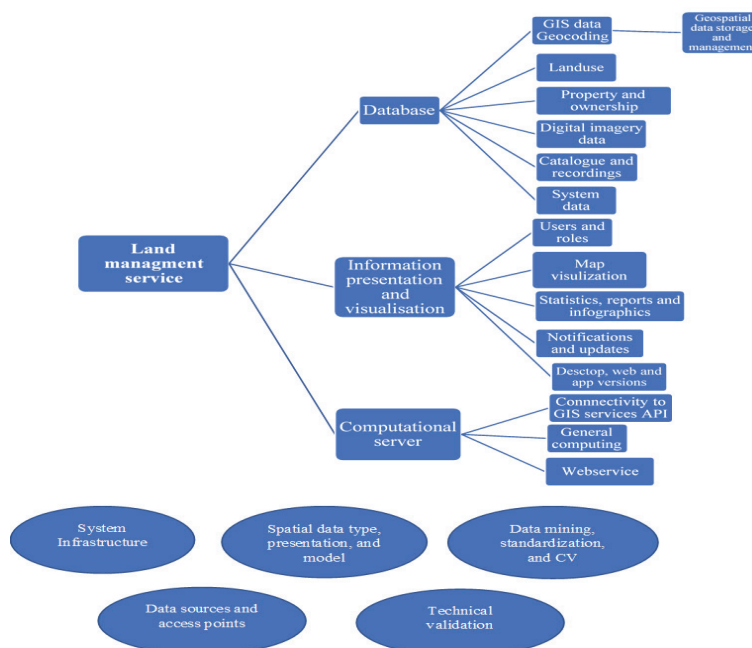 GIS data
Geocoding
Geospatial
data storage
and
management
Landuse
Database
Property and
ownership
Digital imagery
data
Catalogue and
recordings
System
data
Land
managment
service
Information
presentation
and
visualisation
Users and
roles
Map
visulization
Statistics, reports and
infographics
Notifications
and updates
Desctop, web and
app versions
Computational
server
Connnectivity to
GIS services API
General
computing
Webservice
System
Infrastructure
Spatial data type,
presentation, and
model
Data mining,
standardization,
and CV
Data sources and
access points
Technical
validation